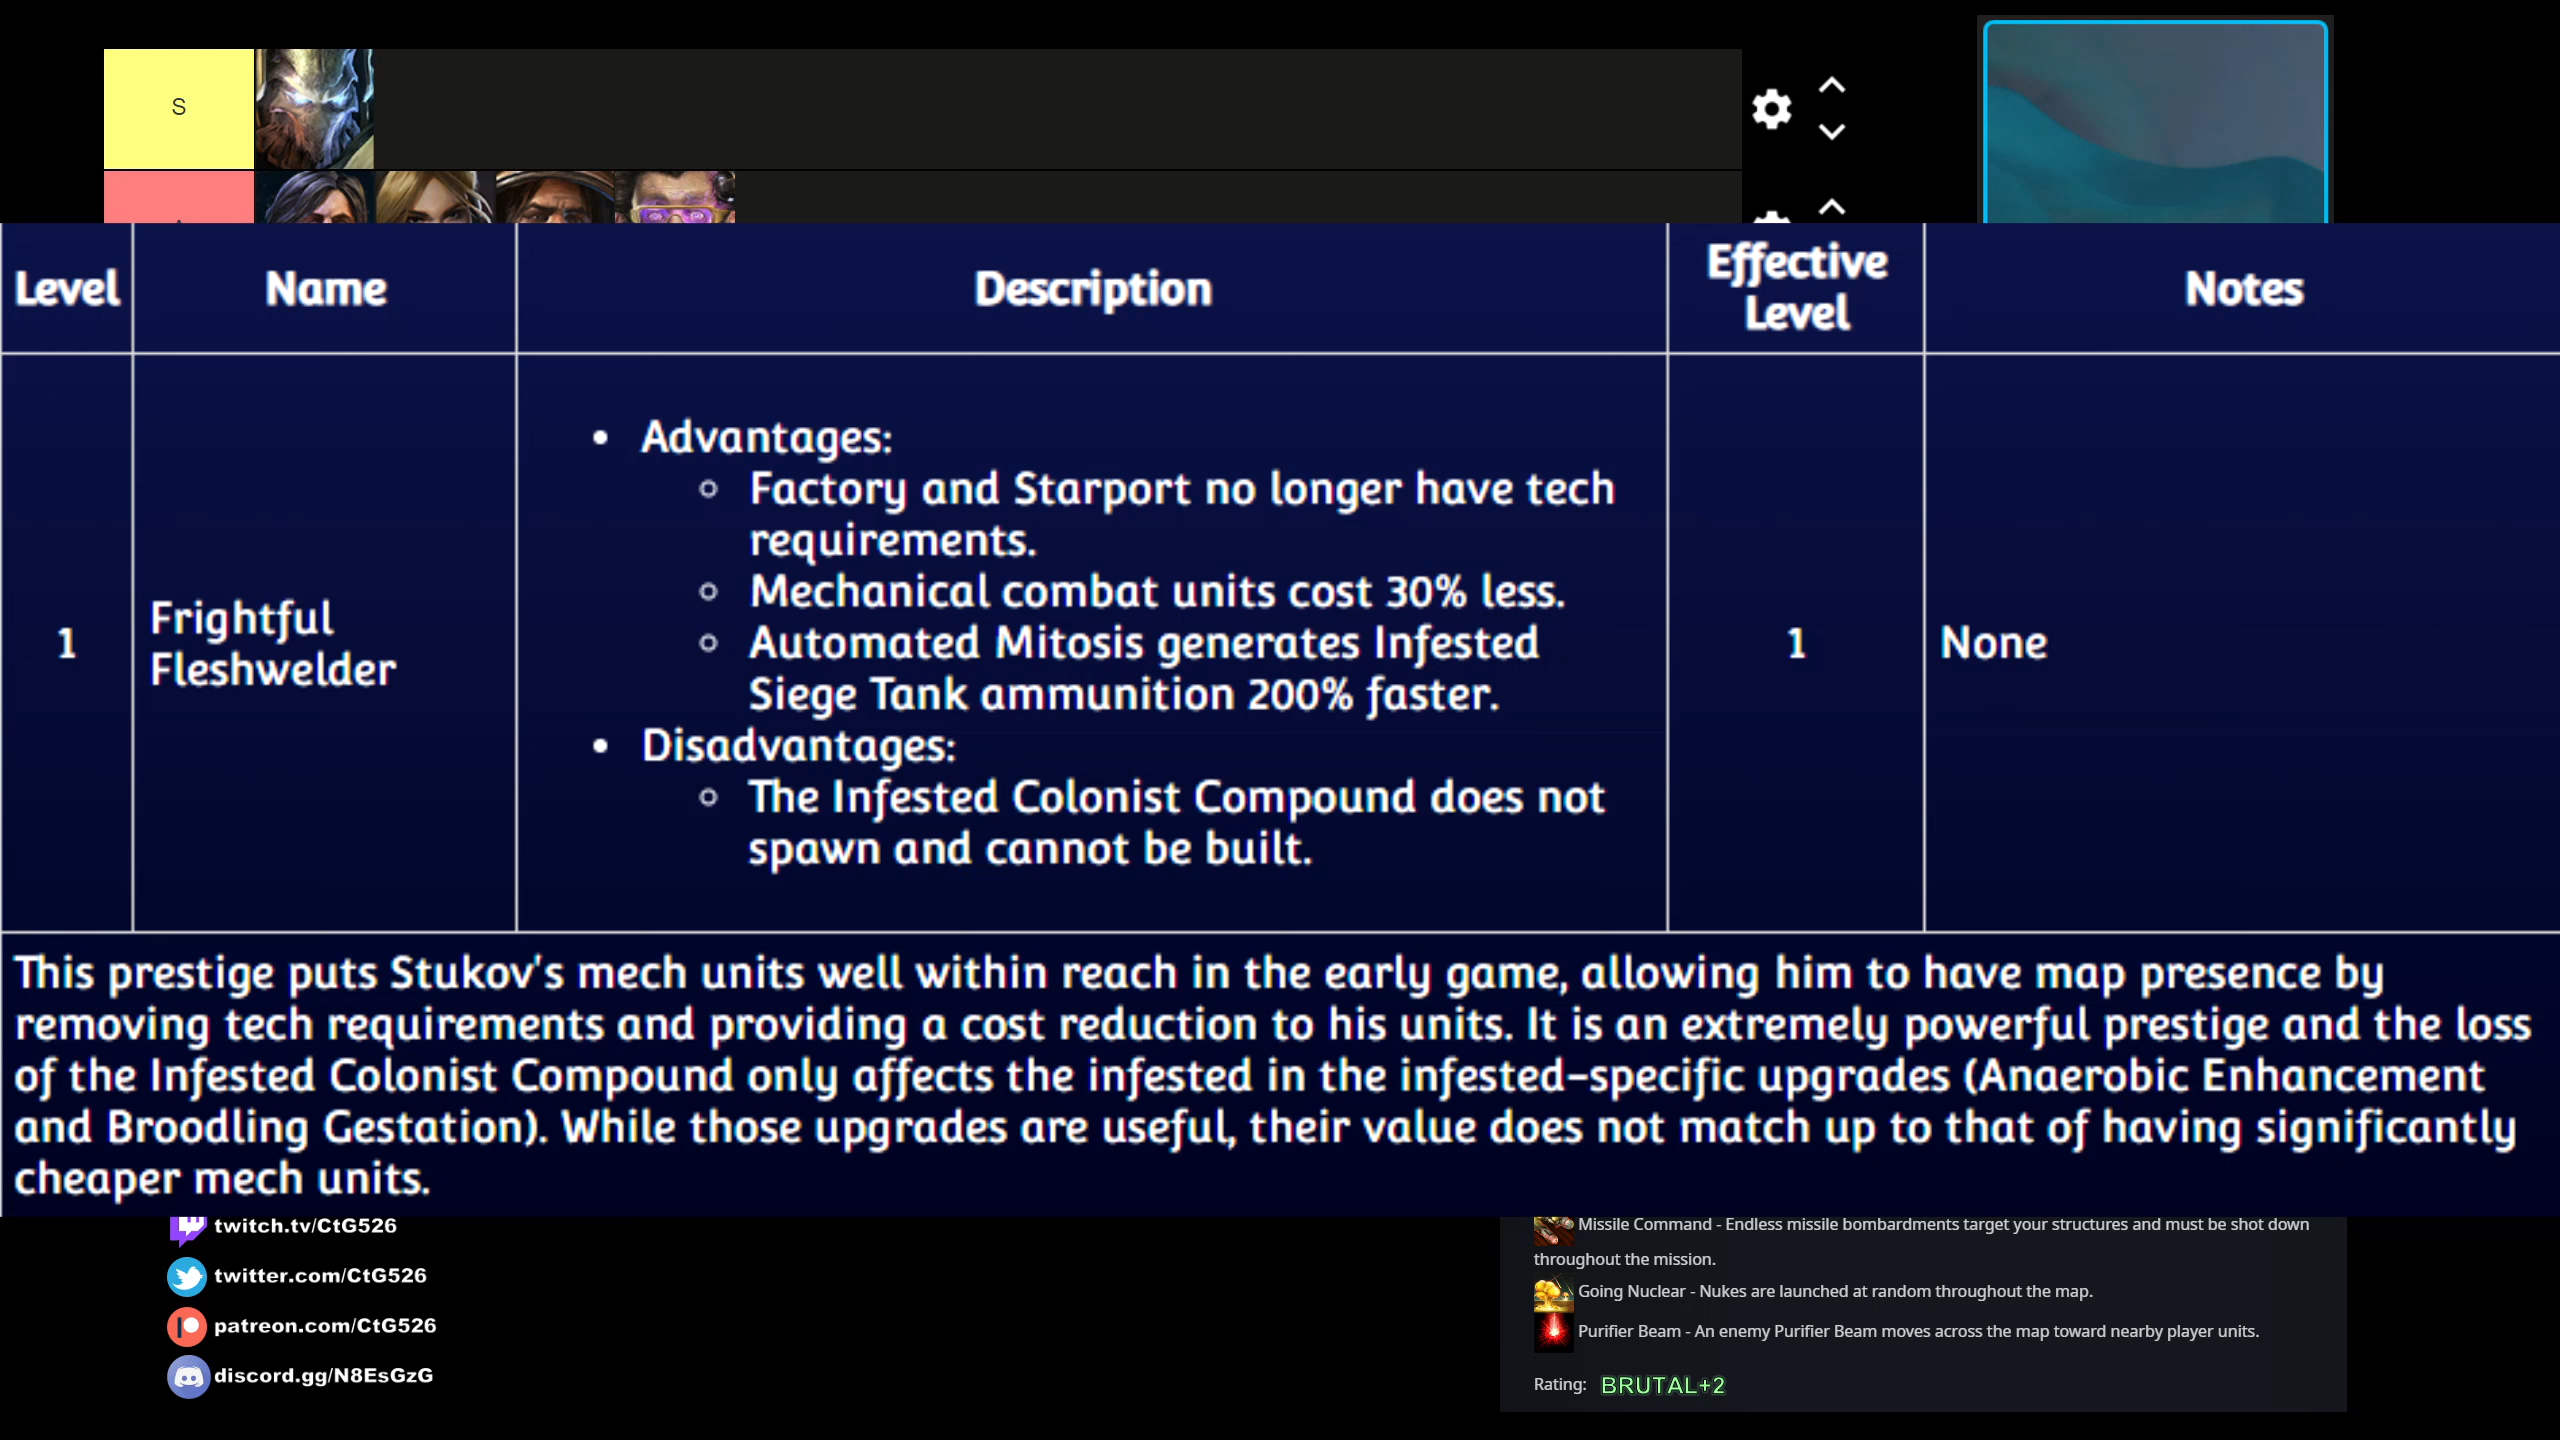 S
Level
Name
Description
Effective
Level
Notes
1
Frightful
Fleshwelder
• Advantages:
Factory and Starport no longer have tech
requirements.
Mechanical combat units cost 30% less.
Automated Mitosis generates Infested
Siege Tank ammunition 200% faster.
• Disadvantages:
The Infested Colonist Compound does not
spawn and cannot be built.
1
None
This prestige puts Stukov's mech units well within reach in the early game, allowing him to have map presence by
removing tech requirements and providing a cost reduction to his units. It is an extremely powerful prestige and the loss
of the Infested Colonist Compound only affects the infested in the infested-specific upgrades (Anaerobic Enhancement
and Broodling Gestation). While those upgrades are useful, their value does not match up to that of having significantly
cheaper mech units.
twitch.tv/CtG526
twitter.com/CtG526
patreon.com/CtG526
discord.gg/N8EsGzG
Missile Command - Endless missile bombardments target your structures and must be shot down
throughout the mission.
Going Nuclear - Nukes are launched at random throughout the map.
Purifier Beam - An enemy Purifier Beam moves across the map toward nearby player units.
Rating: BRUTAL+2